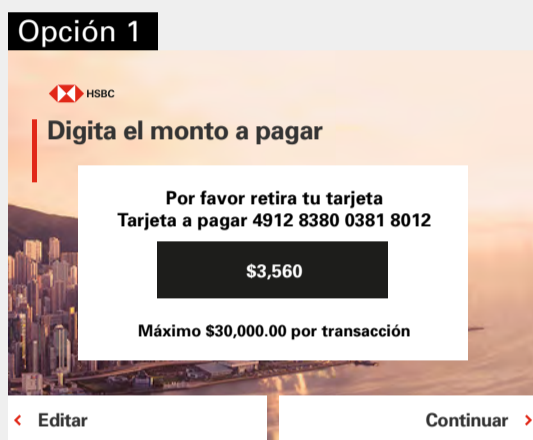 Opción 1
HSBC
Digita el monto a pagar
Por favor retira tu tarjeta
Tarjeta a pagar 4912 8380 0381 8012
$3,560
Máximo $30,000.00 por transacción
Editar
Continuar